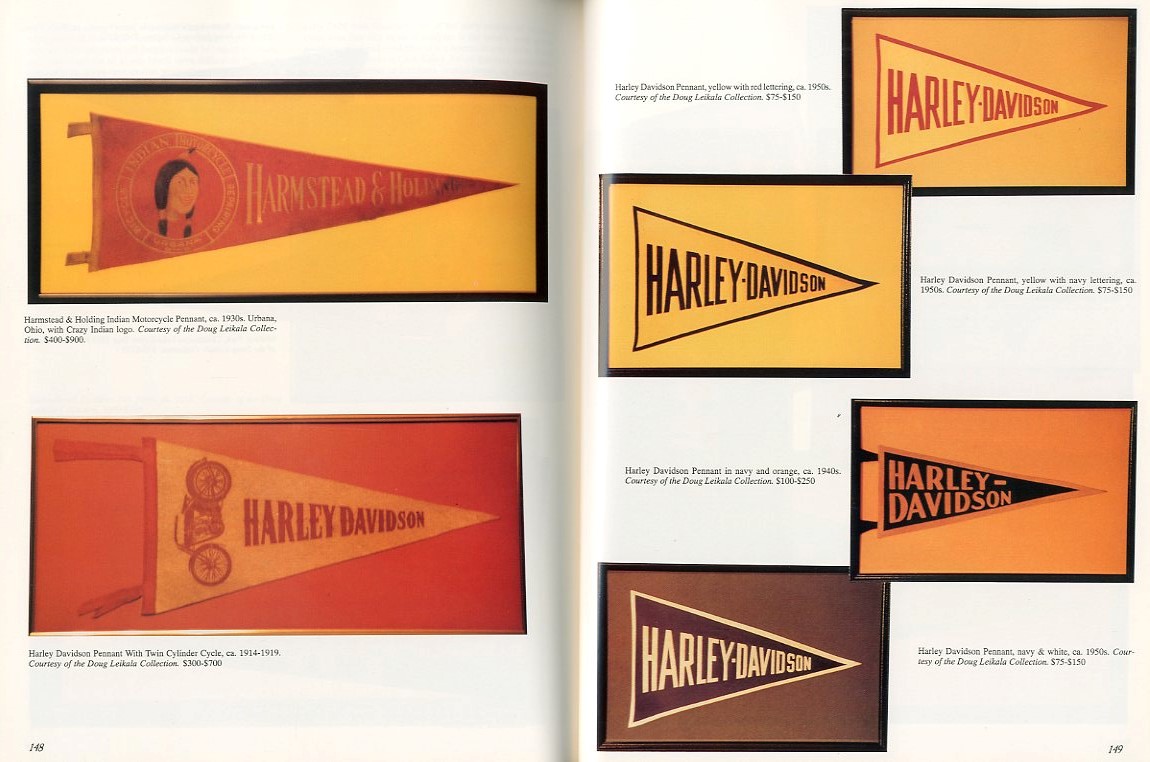 INDIAN MOTORCYCLE
URBANA
HARMSTEAD & HOLDING
Harmstead & Holding Indian Motorcycle Pennant, ca. 1930s. Urbana,
Ohio, with Crazy Indian logo. Courtesy of the Doug Leikala Collec-
tion. $400-$900.
HARLEY DAVIDSON
Harley Davidson Pennant With Twin Cylinder Cycle, ca. 1914-1919.
Courtesy of the Doug Leikala Collection. $300-$700
148
Harley Davidson Pennant, yellow with red lettering, ca. 1950s.
Courtesy of the Doug Leikala Collection. $75-$150
HARLEY-DAVIDSON
HARLEY-DAVIDSON
Harley Davidson Pennant, yellow with navy lettering, ca.
1950s. Courtesy of the Doug Leikala Collection. $75-$150
Harley Davidson Pennant in navy and orange, ca. 1940s.
Courtesy of the Doug Leikala Collection. $100-$250
HARLEY-
DAVIDSON
HARLEY-DAVIDSON
Harley Davidson Pennant, navy & white, ca. 1950s. Cour-
tesy of the Doug Leikala Collection. $75-$150
149